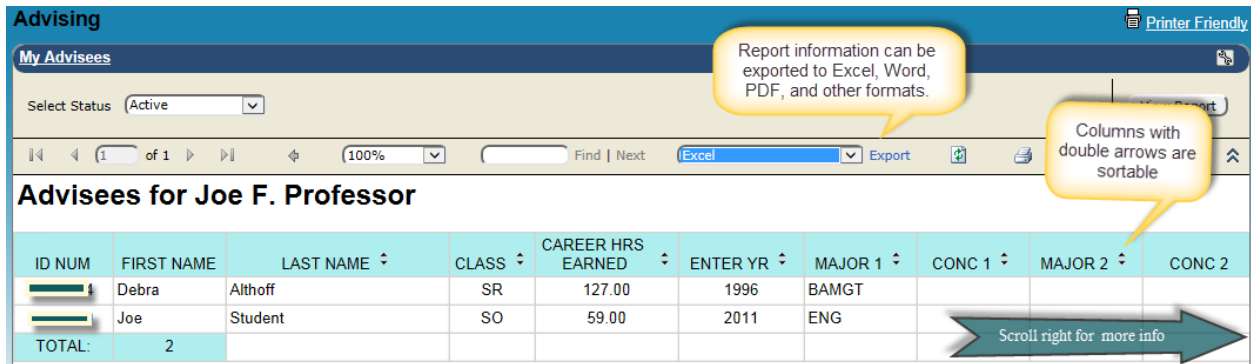 Advising
Printer Friendly
My Advisees
Report information can be
exported to Excel, Word,
PDF, and other formats.
Select Status Active
Report
Columns with
double arrows are
sortable
1 of 1 100% Find | Next Excel Export
Advisees for Joe F. Professor
CAREER HRS
ID NUM FIRST NAME LAST NAME CLASS EARNED ENTER YR MAJOR 1 CONC 1 MAJOR 2 CONC 2
Debra Althoff SR 127.00 1996 BAMGT
Joe Student SO 59.00 2011 ENG
Scroll right for more info
TOTAL: 2